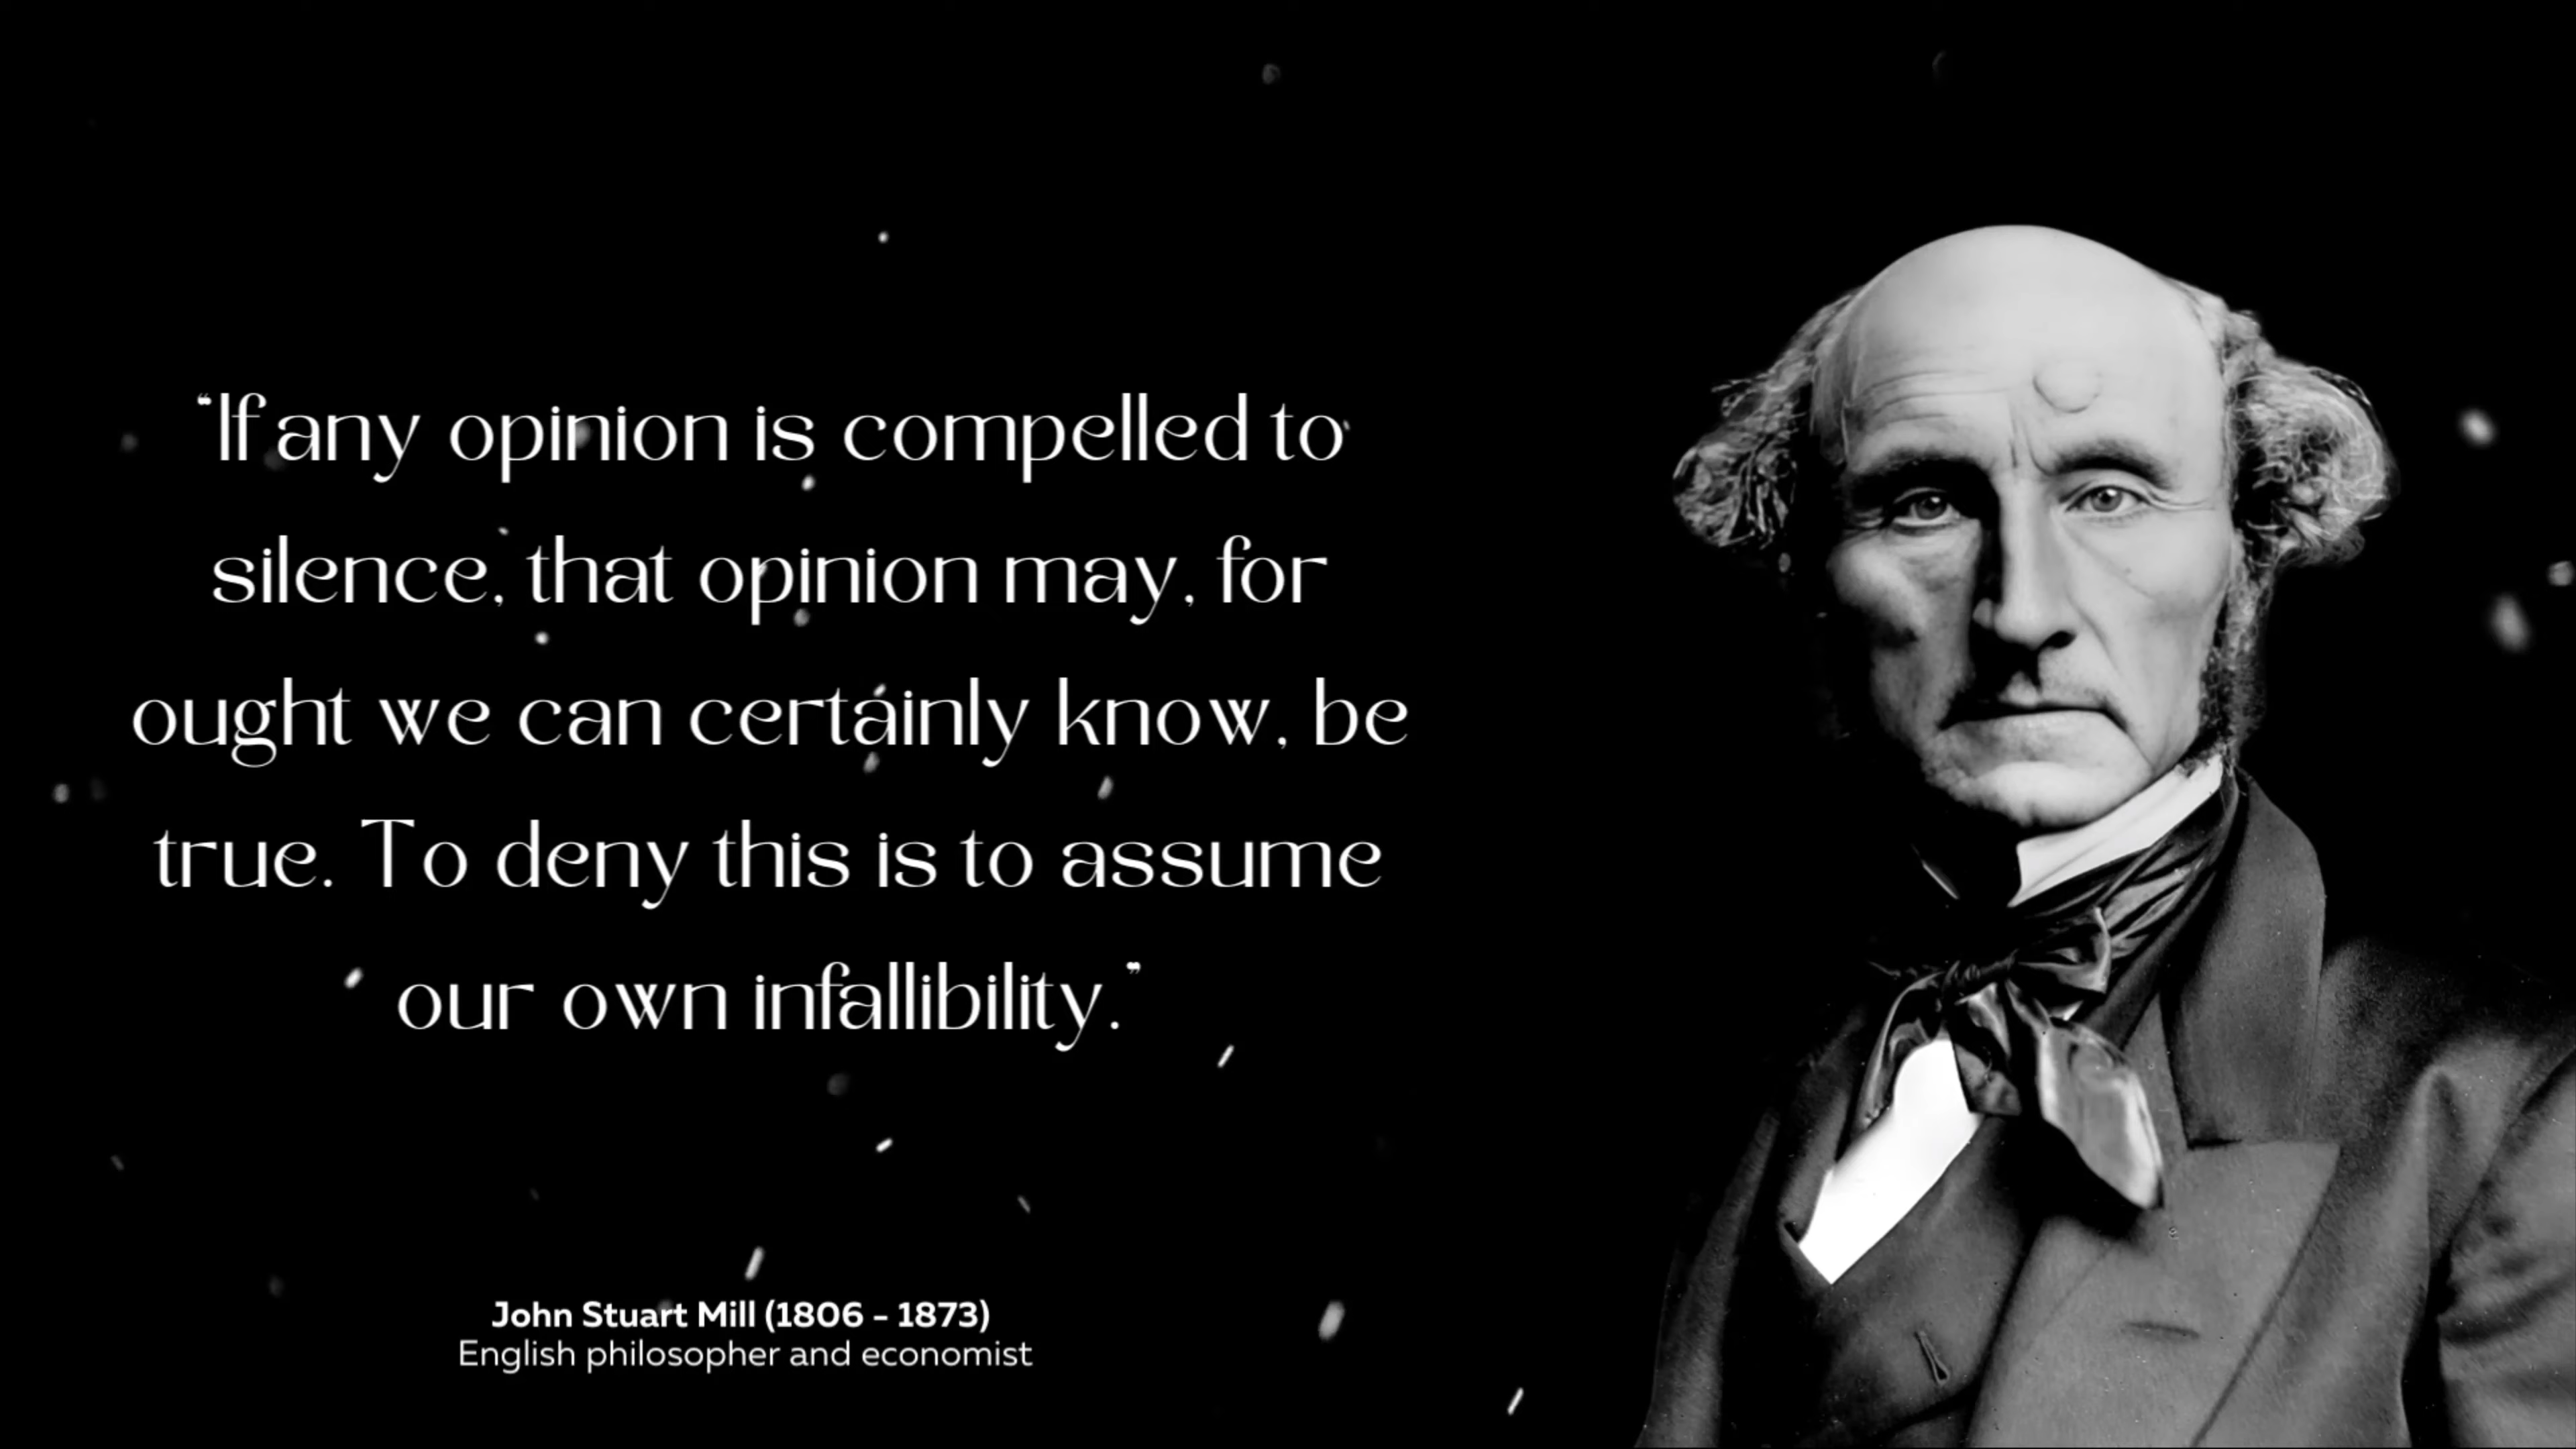 “If any opinion is compelled to
silence, that opinion may, for
ought we can certainly know, be
true. To deny this is to assume
our own infallibility.”
John Stuart Mill (1806 - 1873)
English philosopher and economist